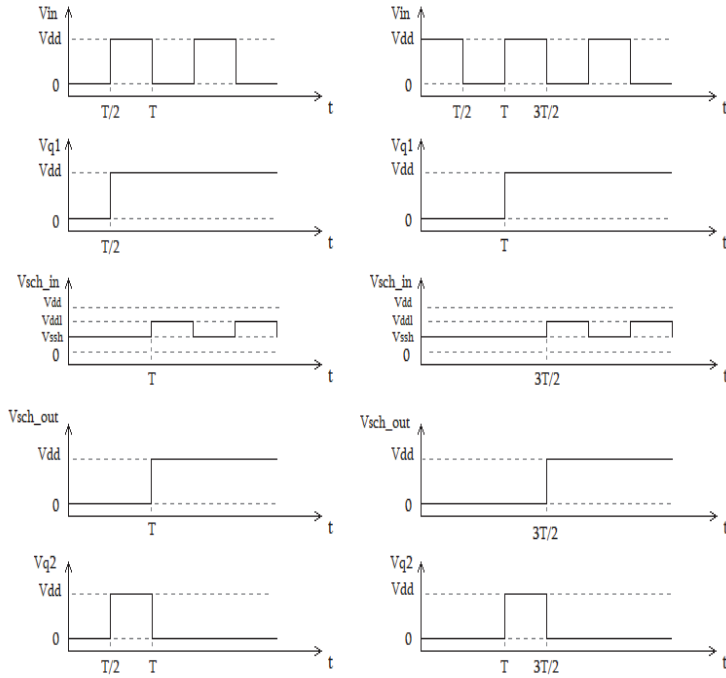 Vin
Vdd
0
T/2 T
t
Vin
Vdd
0
T/2 T 3T/2
t
Vq1
Vdd
0
T/2
t
Vq1
Vdd
0
T
t
Vsch_in
Vdd
Vddl
Vssh
0
T
t
Vsch_in
Vdd
Vddl
Vssh
0
3T/2
t
Vsch_out
Vdd
0
T
t
Vsch_out
Vdd
0
3T/2
t
Vq2
Vdd
0
T/2 T
t
Vq2
Vdd
0
T 3T/2
t